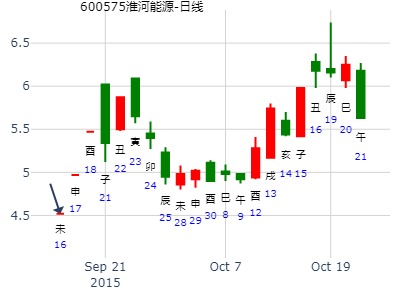 600575淮河能源-日线
6.5
6
5.5
5
4.5
未
16
申
17
酉
18
子
21
丑
22
寅
23
卯
24
辰
25
未
28
申
29
酉
30
巳
8
午
9
酉
12
戌
13
亥
14
子
15
丑
16
辰
19
巳
20
午
21
Sep 21
2015
Oct 7
Oct 19